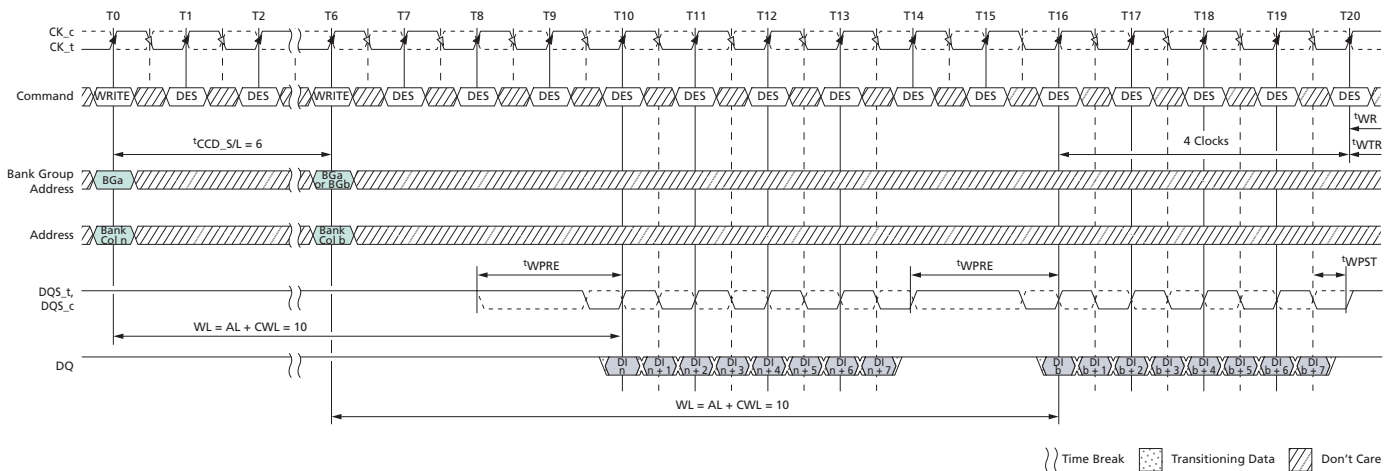 T0 T1 T2 T6 T7 T8 T9 T10 T11 T12 T13 T14 T15 T16 T17 T18 T19 T20
CK_c
CK_t
Command WRITE DES DES WRITE DES DES DES DES DES DES DES DES DES DES DES DES DES DES
tWR
tCCD_S/L = 6
4 Clocks
tWTR
Bank Group
Address
BGa
BGa
or BGb
Address
Bank
Col n
Bank
Col b
tWPRE
tWPRE
tWPST
DQS_t,
DQS_c
WL = AL + CWL = 10
DQ
DI
n
DI
n + 1
DI
n + 2
DI
n + 3
DI
n + 4
DI
n + 5
DI
n + 6
DI
n + 7
DI
b
DI
b + 1
DI
b + 2
DI
b + 3
DI
b + 4
DI
b + 5
DI
b + 6
DI
b + 7
WL = AL + CWL = 10
Time Break Transitioning Data Don't Care